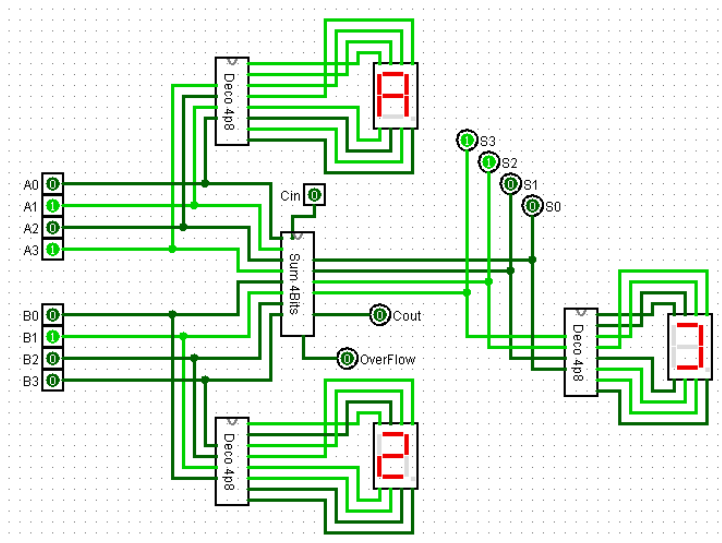 Deco 4p8
A
S3
1
S2
1
S1
0
S0
0
A0 0
A1 1
A2 0
A3 1
Cin 0
Sum 4Bits
B0 0
B1 1
B2 0
B3 0
0 Cout
0 OverFlow
Deco 4p8
Deco 4p8
2